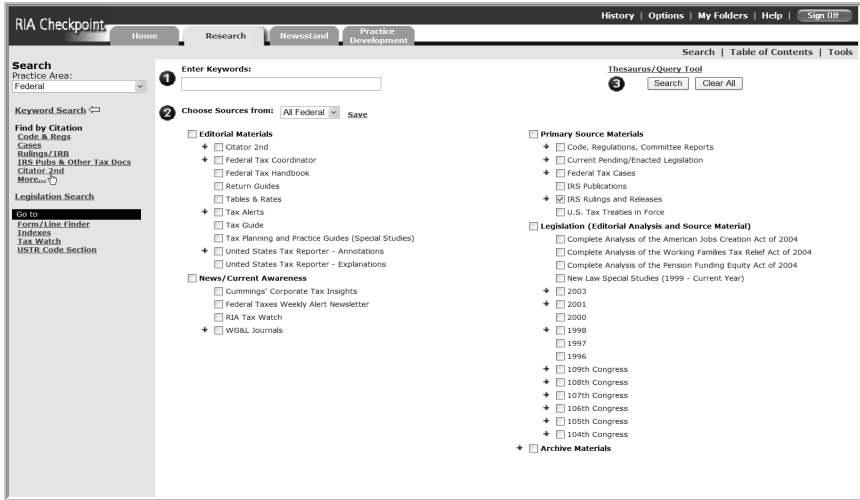 RIA Checkpoint
History | Options | My Folders | Help | Sign Off
Home
Research
Newsstand
Practice
Development
Search | Table of Contents | Tools
Search
Practice Area:
Federal
Keyword Search
Find by Citation
Code & Regs
Cases
Rulings/IRB
IRS Pubs & Other Tax Docs
Citator 2nd
More...
Legislation Search
Go to
Form/Line Finder
Indexes
Tax Watch
USTR Code Section
1 Enter Keywords:
Thesaurus/Query Tool
3 Search Clear All
2 Choose Sources from: All Federal Save
Editorial Materials
Citator 2nd
Federal Tax Coordinator
Federal Tax Handbook
Return Guides
Tables & Rates
Tax Alerts
Tax Guide
Tax Planning and Practice Guides (Special Studies)
United States Tax Reporter - Annotations
United States Tax Reporter - Explanations
News/Current Awareness
Cummings' Corporate Tax Insights
Federal Taxes Weekly Alert Newsletter
RIA Tax Watch
WG&L Journals
Primary Source Materials
Code, Regulations, Committee Reports
Current Pending/Enacted Legislation
Federal Tax Cases
IRS Publications
IRS Rulings and Releases
U.S. Tax Treaties in Force
Legislation (Editorial Analysis and Source Material)
Complete Analysis of the American Jobs Creation Act of 2004
Complete Analysis of the Working Families Tax Relief Act of 2004
Complete Analysis of the Pension Funding Equity Act of 2004
New Law Special Studies (1999 - Current Year)
2003
2001
2000
1998
1997
1996
109th Congress
108th Congress
107th Congress
106th Congress
105th Congress
104th Congress
Archive Materials